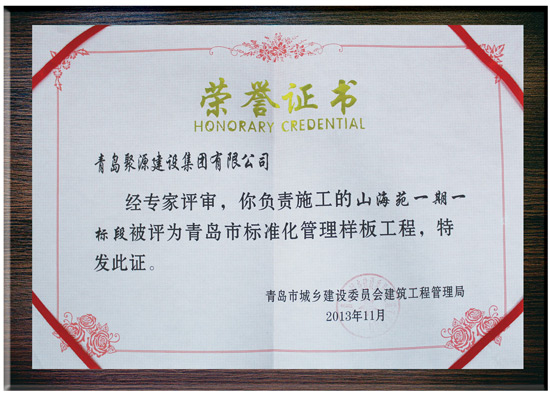 荣誉证书
HONORARY CREDENTIAL
青岛聚源建设集团有限公司
经专家评审，你负责施工的山海苑一期一
标段被评为青岛市标准化管理样板工程，特
发此证。
青岛市城乡建设委员会建筑工程管理局
2013年11月